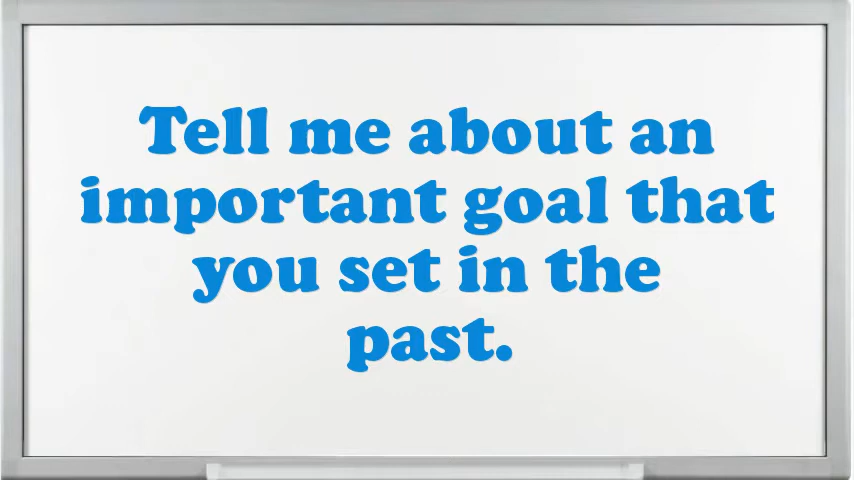 Tell me about an
important goal that
you set in the
past.